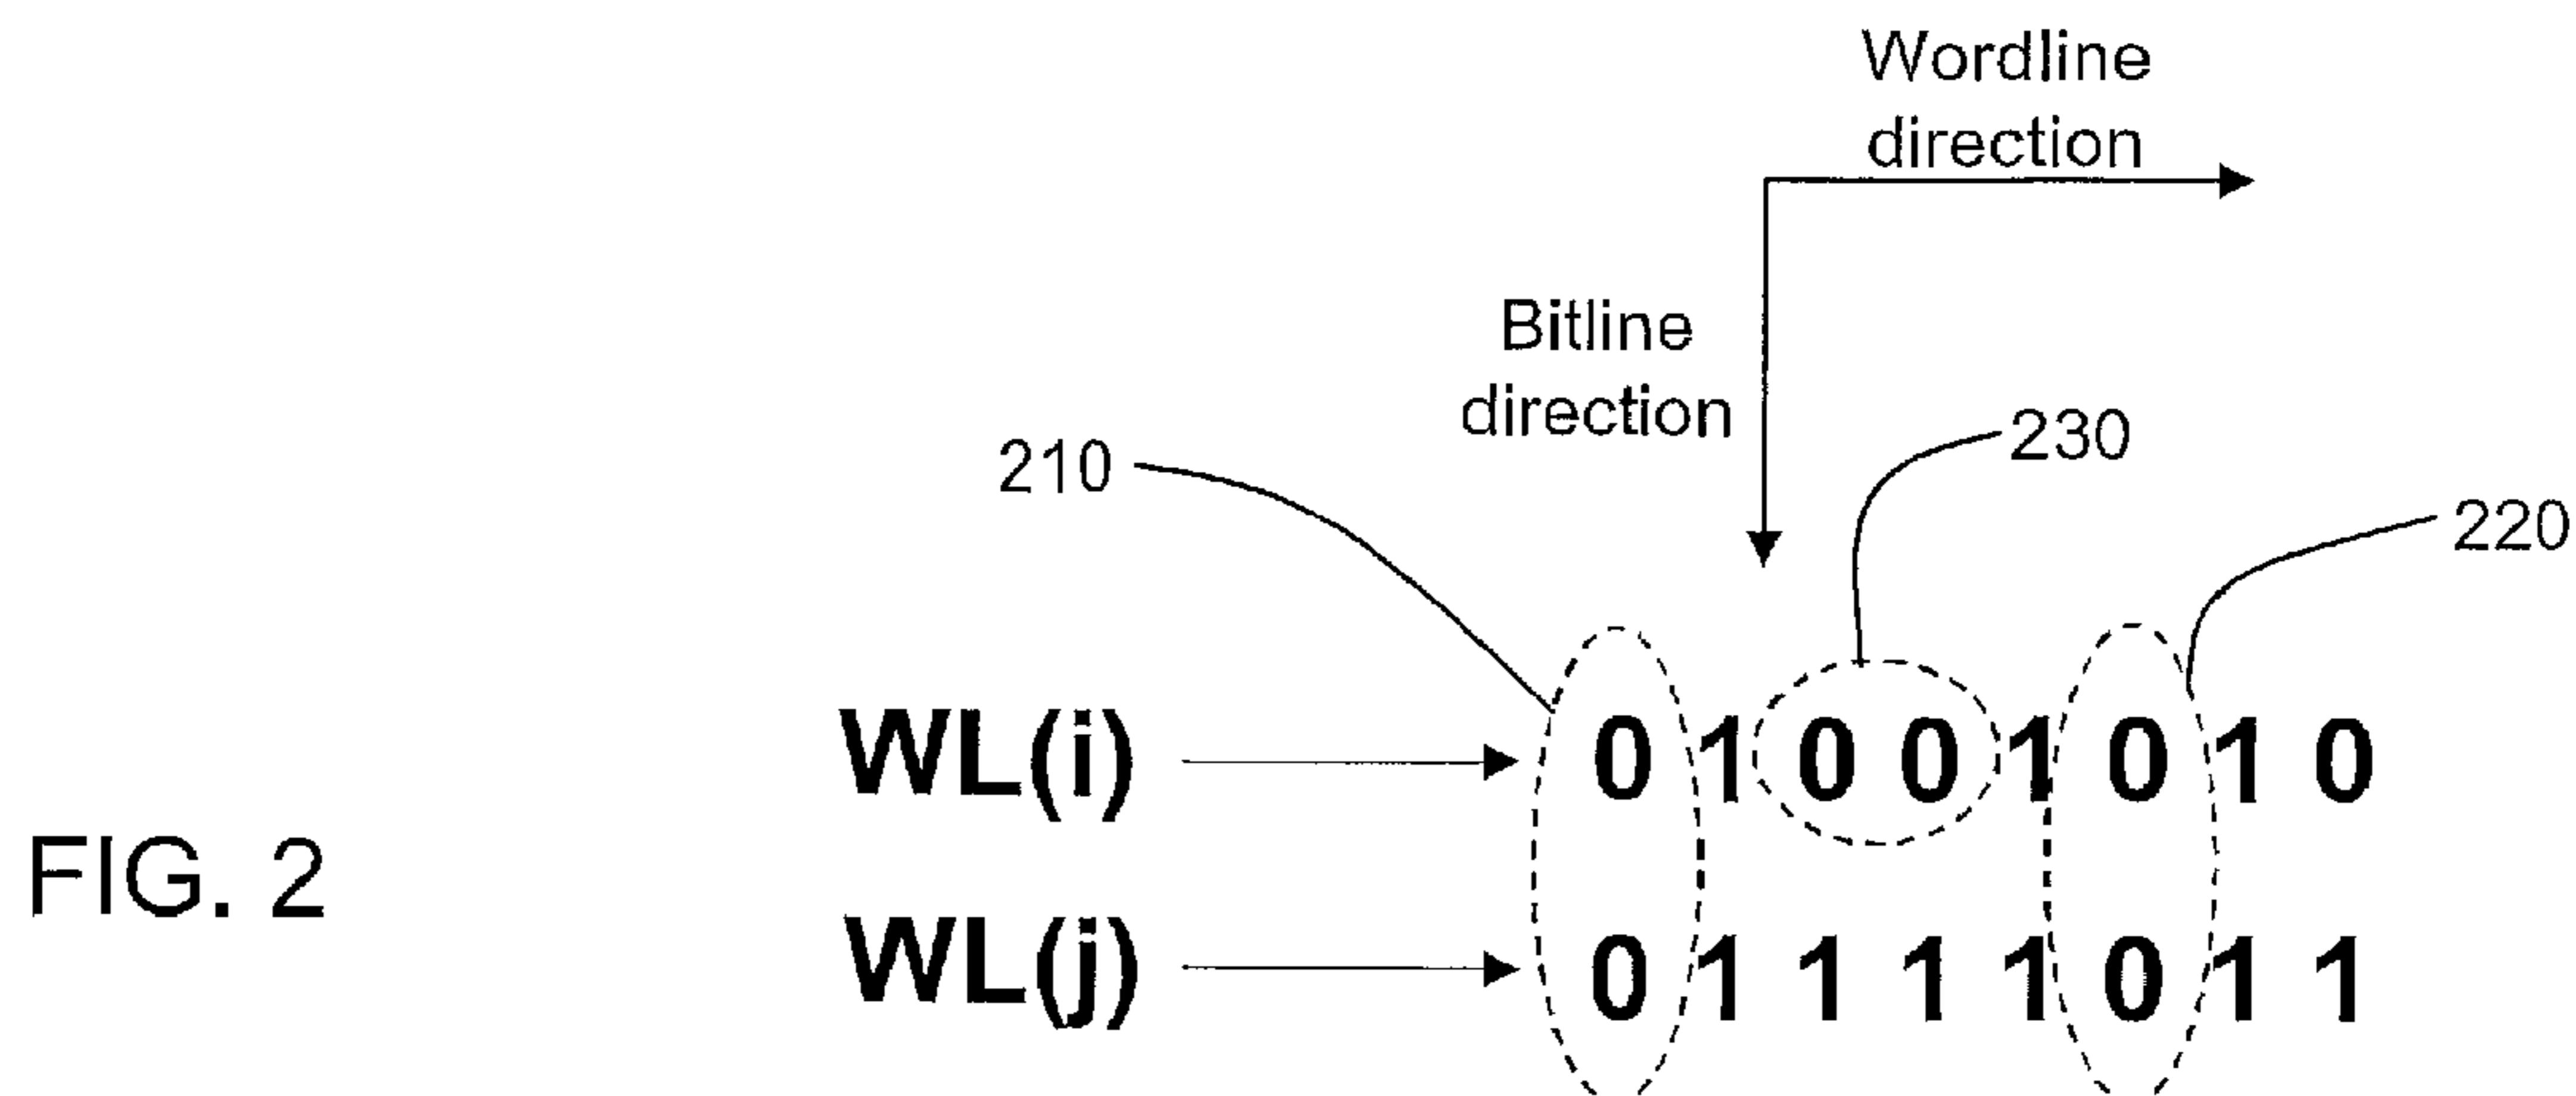 Wordline
direction
Bitline
direction
230
210
220
WL(i) 0 1 0 0 1 0 1 0
FIG. 2
WL(j) 0 1 1 1 1 0 1 1